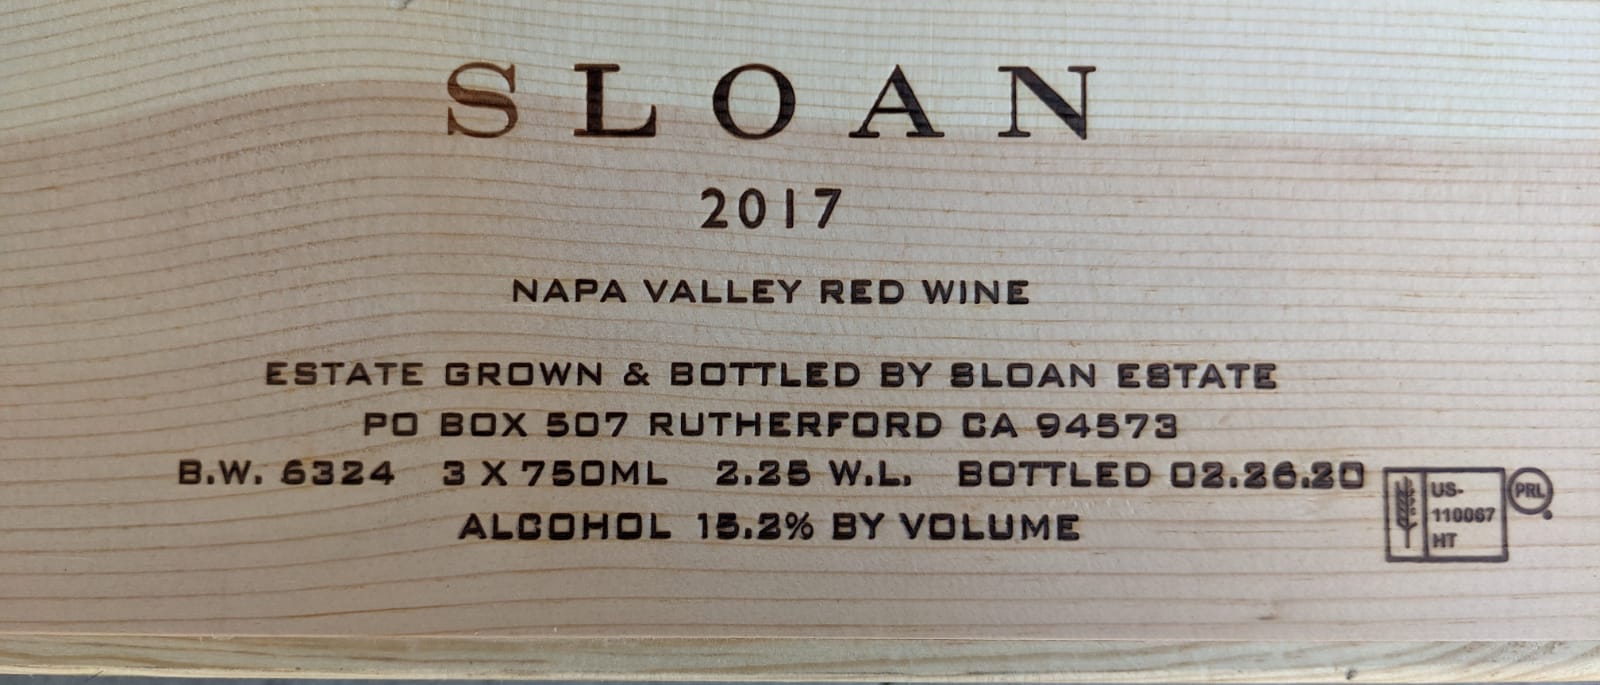 SLOAN
2017
NAPA VALLEY RED WINE
ESTATE GROWN & BOTTLED BY SLOAN ESTATE
PO BOX 507 RUTHERFORD CA 94573
B.W. 6324 3 X 750ML 2.25 W.L. BOTTLED 02.26.20
ALCOHOL 15.2% BY VOLUME
US-
110067
HT
PRL